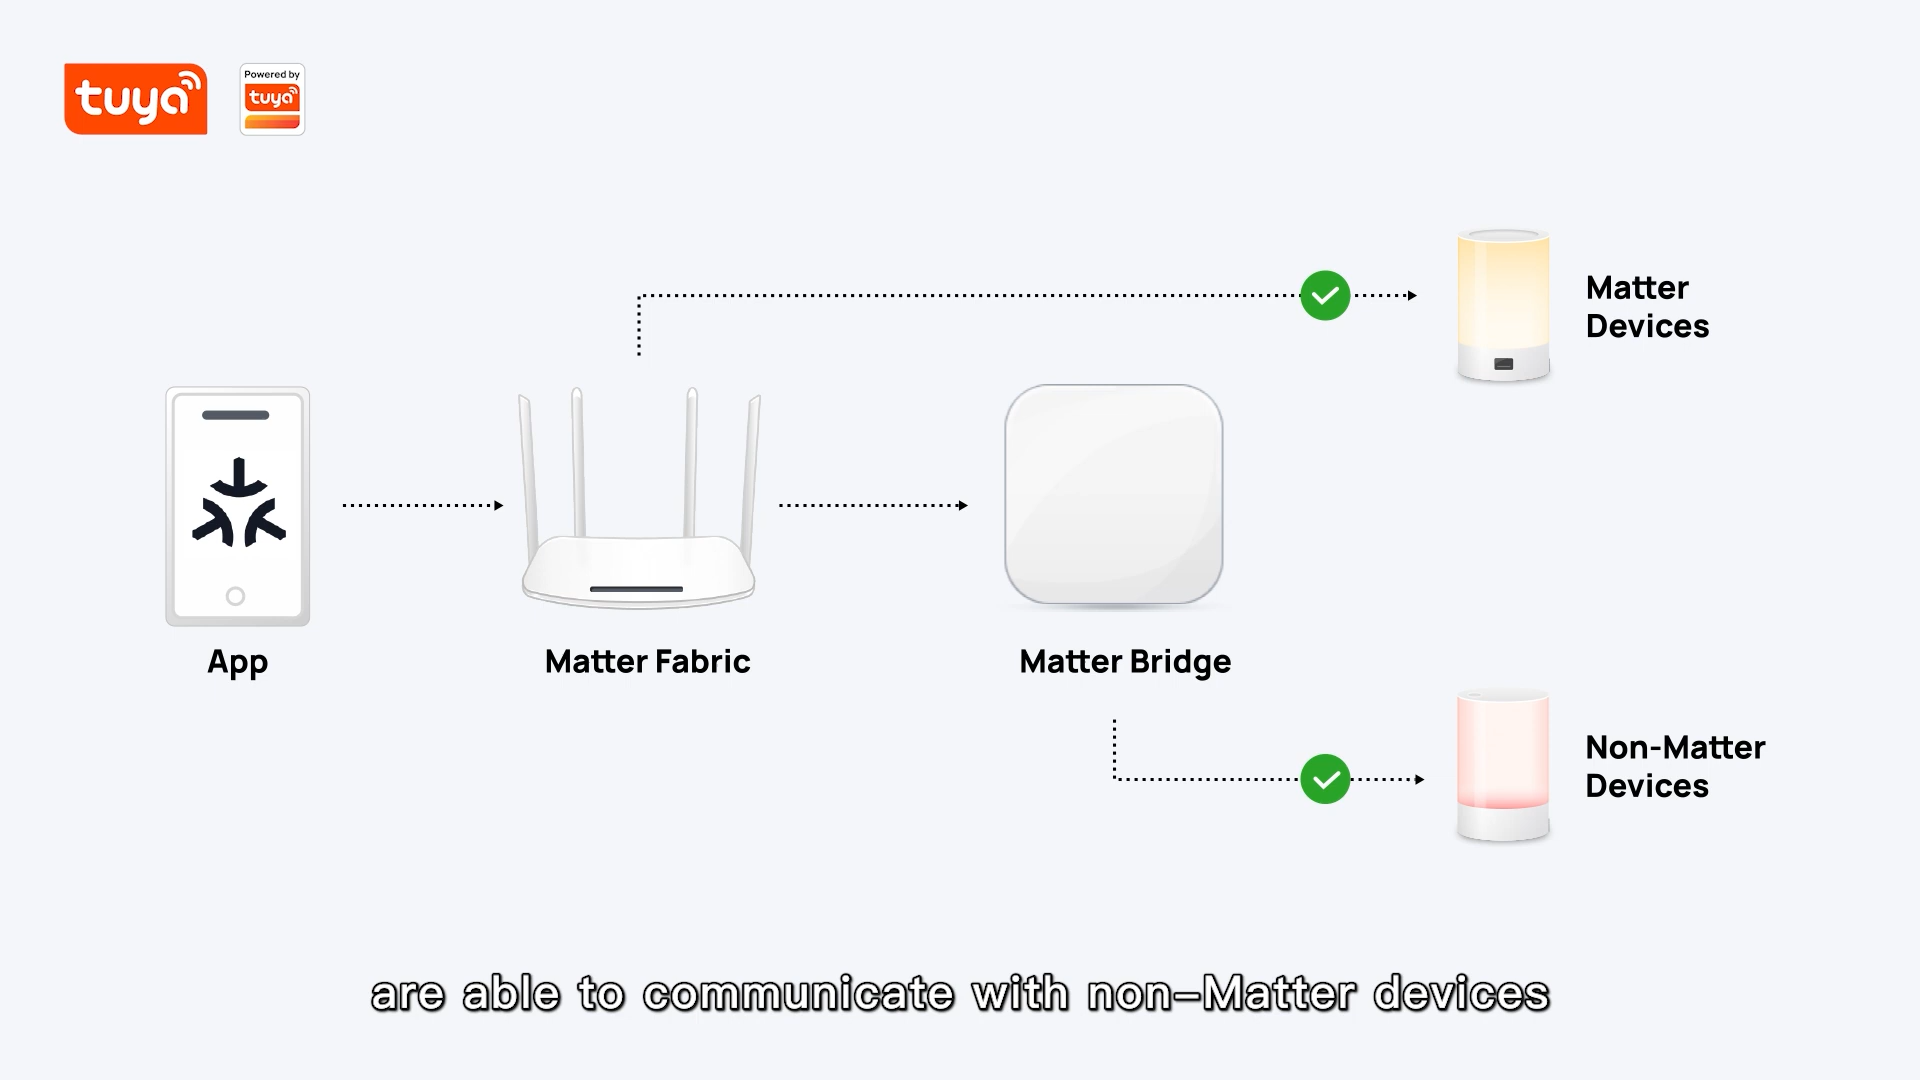 tuya
Powered by
tuya
Matter
Devices
App
Matter Fabric
Matter Bridge
Non-Matter
Devices
are able to communicate with non-Matter devices